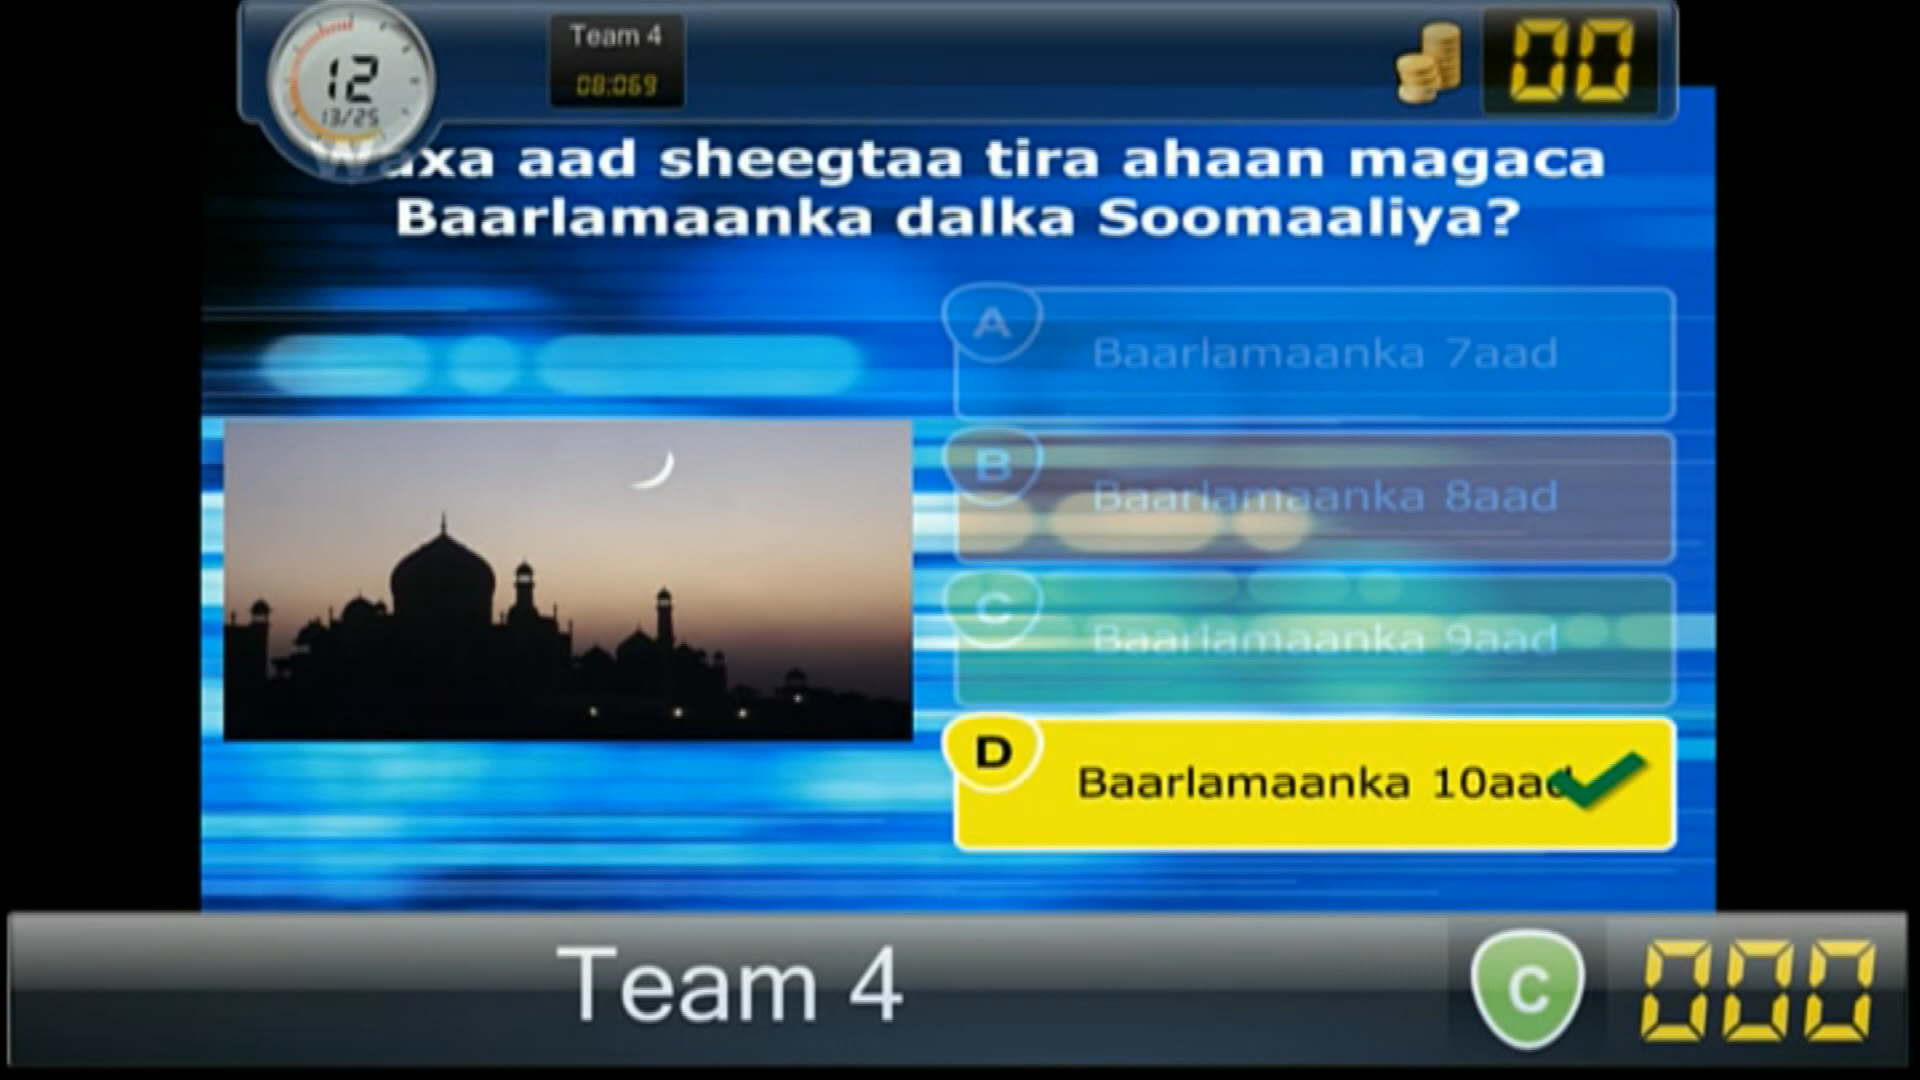 12
13/25
Team 4
08:069
00
Waxa aad sheegtaa tira ahaan magaca
Baarlamaanka dalka Soomaaliya?
A
Baarlamaanka 7aad
B
Baarlamaanka 8aad
C
Baarlamaanka 9aad
D
Baarlamaanka 10aad
Team 4
C
000